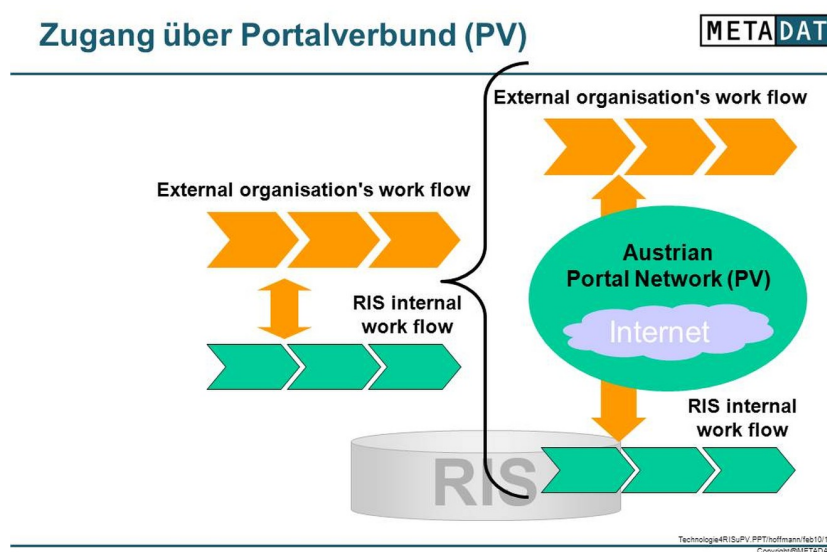 Zugang über Portalverbund (PV)
METADAT
External organisation's work flow
External organisation's work flow
Austrian
Portal Network (PV)
Internet
RIS internal
work flow
RIS internal
work flow
RIS
Technologie4RISuPV.PPT/hoffmann/feb10/1
Copyright@METADA